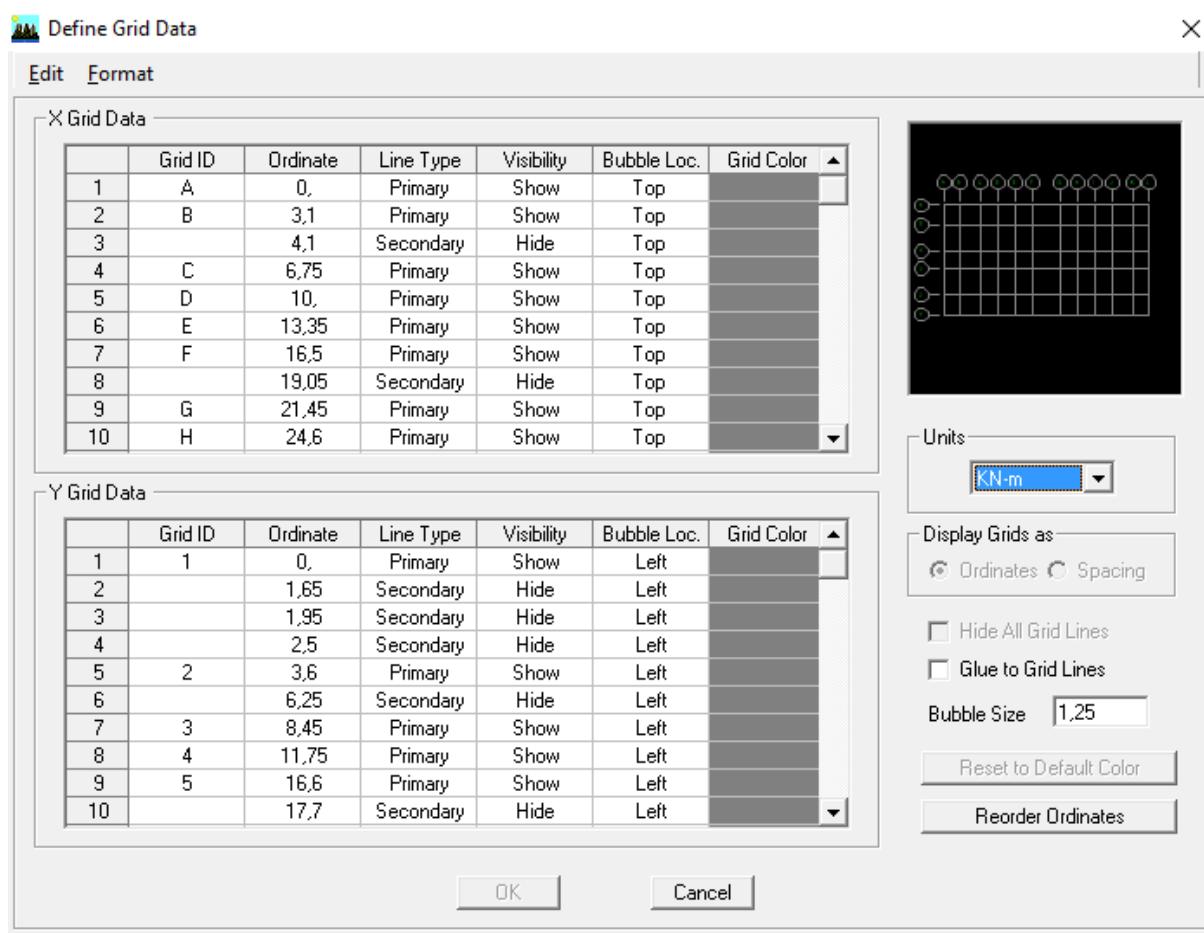 Define Grid Data
Edit Format
X Grid Data
Grid ID Ordinate Line Type Visibility Bubble Loc. Grid Color
1 A 0, Primary Show Top
2 B 3,1 Primary Show Top
3 4,1 Secondary Hide Top
4 C 6,75 Primary Show Top
5 D 10, Primary Show Top
6 E 13,35 Primary Show Top
7 F 16,5 Primary Show Top
8 19,05 Secondary Hide Top
9 G 21,45 Primary Show Top
10 H 24,6 Primary Show Top
Units
KN-m
Y Grid Data
Grid ID Ordinate Line Type Visibility Bubble Loc. Grid Color
1 1 0, Primary Show Left
2 1,65 Secondary Hide Left
3 1,95 Secondary Hide Left
4 2,5 Secondary Hide Left
5 2 3,6 Primary Show Left
6 6,25 Secondary Hide Left
7 3 8,45 Primary Show Left
8 4 11,75 Primary Show Left
9 5 16,6 Primary Show Left
10 17,7 Secondary Hide Left
Display Grids as
Ordinates Spacing
Hide All Grid Lines
Glue to Grid Lines
Bubble Size 1,25
Reset to Default Color
Reorder Ordinates
OK Cancel